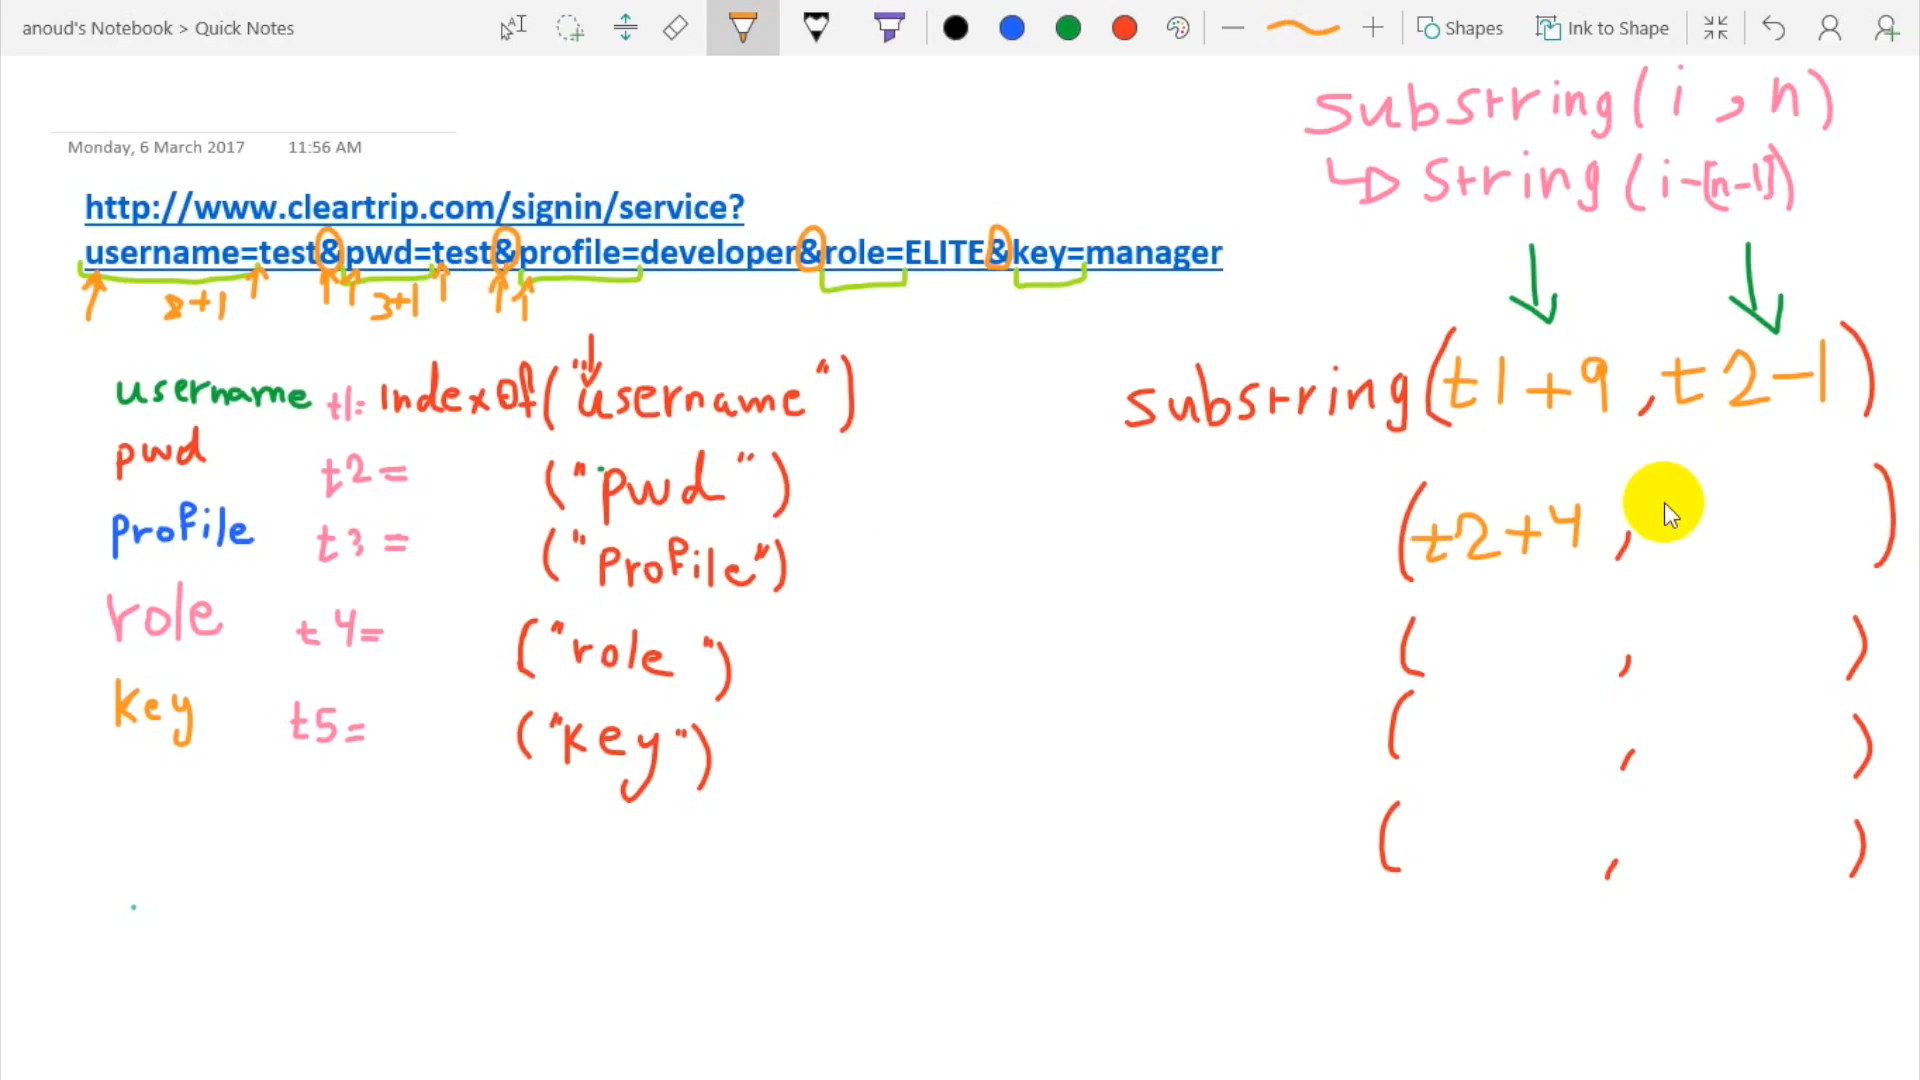 anoud's Notebook > Quick Notes
Shapes
Ink to Shape
substring(i , n)
↳ string(i-[n-1])
Monday, 6 March 2017 11:56 AM
http://www.cleartrip.com/signin/service?
username=test&pwd=test&profile=developer&role=ELITE&key=manager
8+1 3+1
username t1= IndexOf("username") substring(t1+9, t2-1)
pwd t2= ("pwd") (t2+4 , )
profile t3= ("profile")
role t4= ("role") ( , )
key t5= ("key") ( , )
( , )